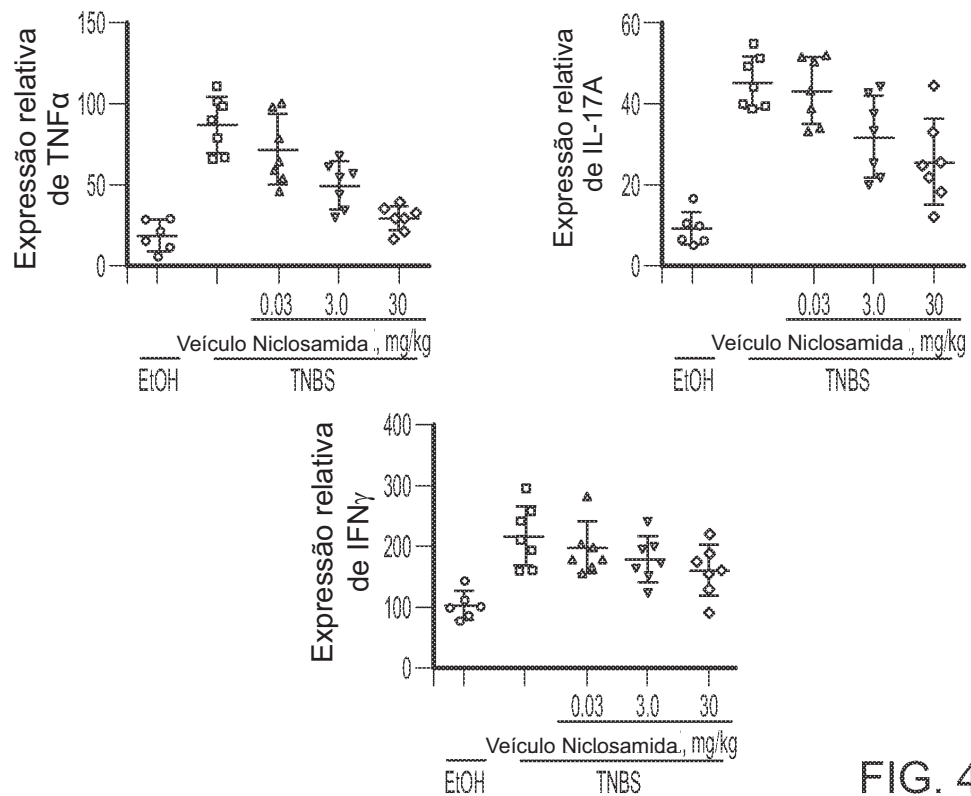 Expressão relativa
de TNFα
150
100
50
0
0.03
3.0
30
Veículo Niclosamida , mg/kg
EtOH
TNBS
Expressão relativa
de IL-17A
60
40
20
0
0.03
3.0
30
Veículo Niclosamida , mg/kg
EtOH
TNBS
Expressão relativa
de IFNγ
400
300
200
100
0
0.03
3.0
30
Veículo Niclosamida , mg/kg
EtOH
TNBS
FIG. 4